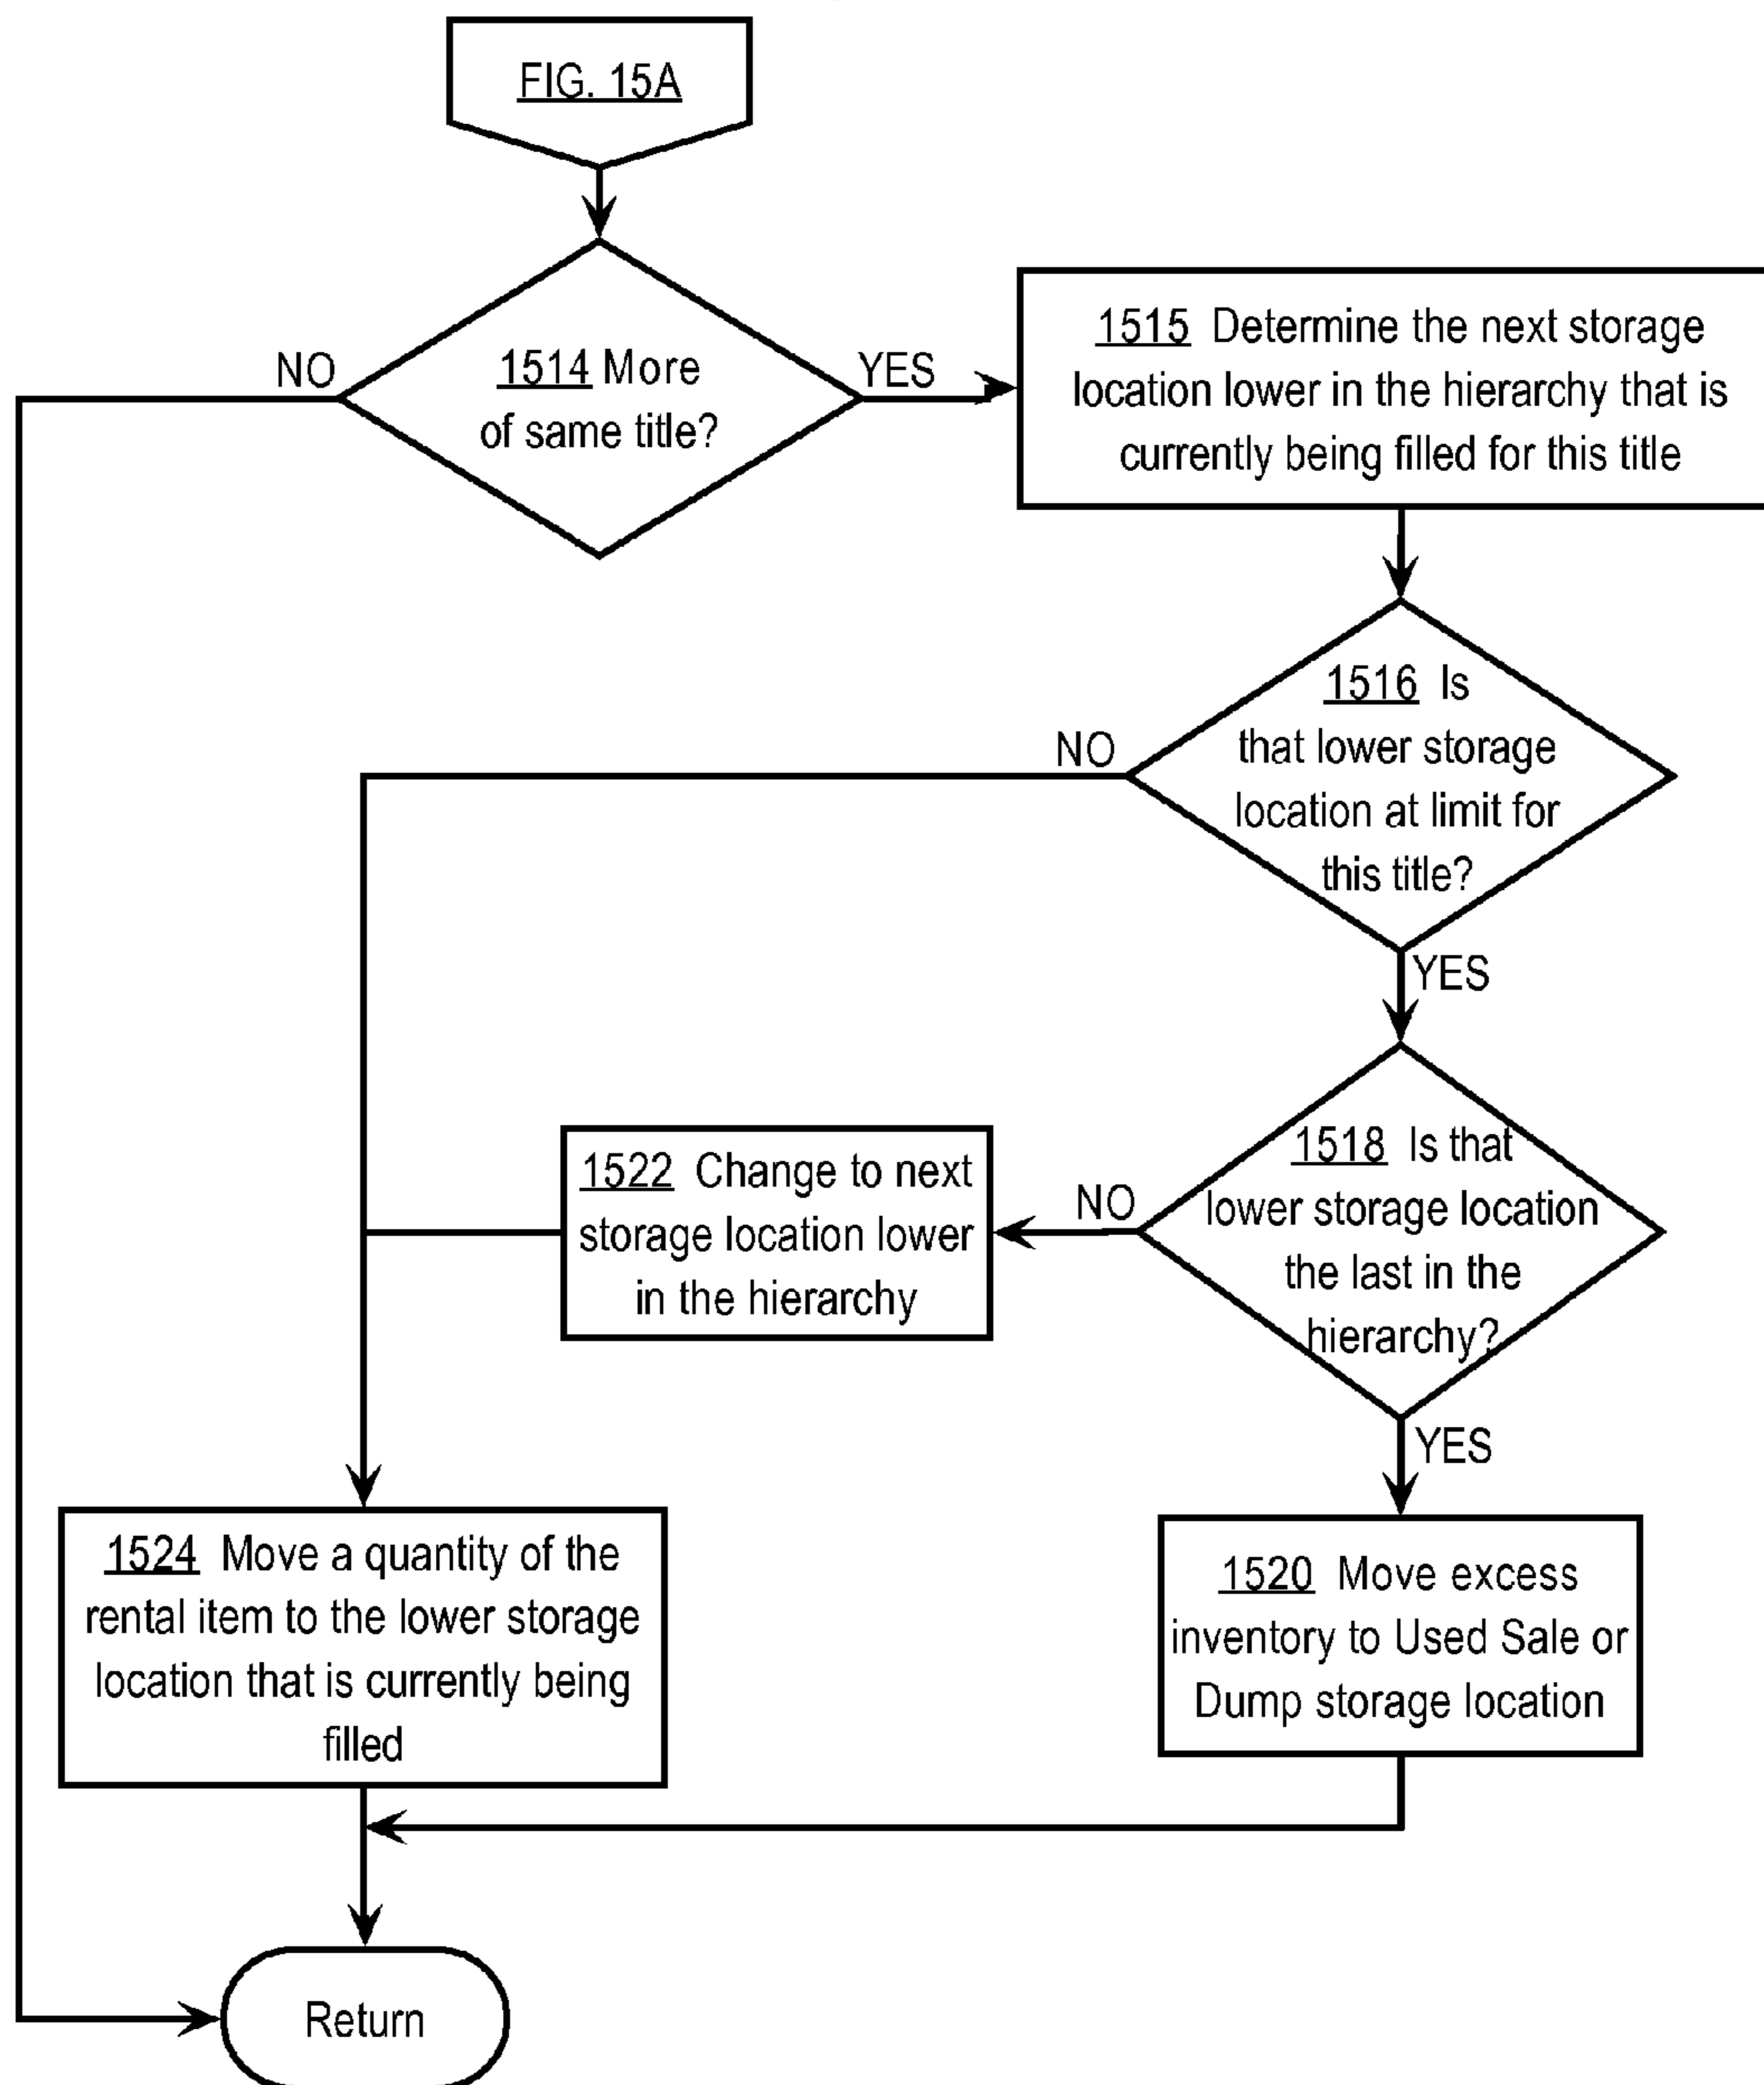 FIG. 15A
1514 More
of same title?
NO
YES
1515 Determine the next storage
location lower in the hierarchy that is
currently being filled for this title
1516 Is
that lower storage
location at limit for
this title?
NO
YES
1518 Is that
lower storage location
the last in the
hierarchy?
NO
YES
1522 Change to next
storage location lower
in the hierarchy
1524 Move a quantity of the
rental item to the lower storage
location that is currently being
filled
1520 Move excess
inventory to Used Sale or
Dump storage location
Return